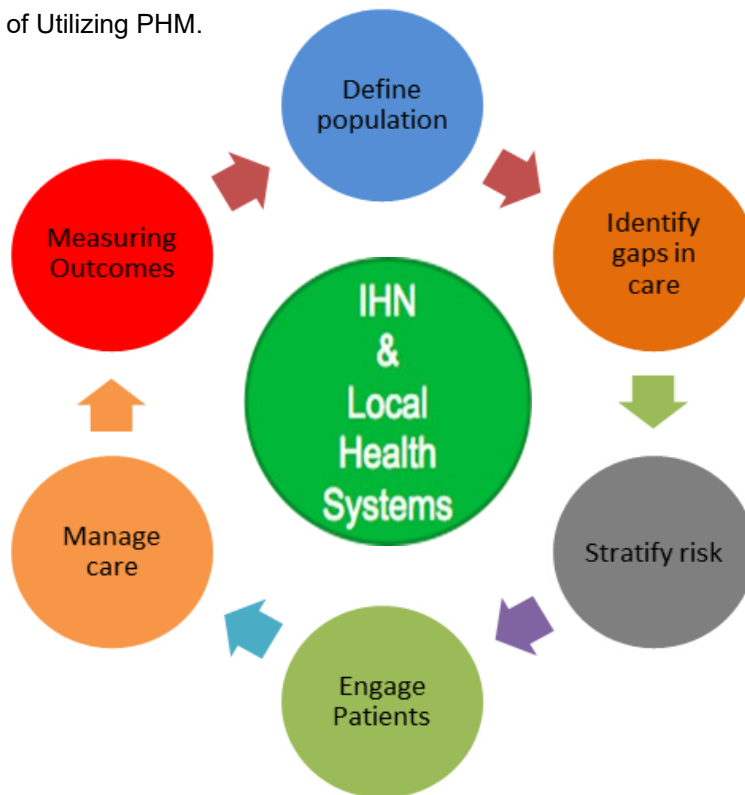 of Utilizing PHM.
Define
population
Identify
gaps in
care
Stratify risk
Engage
Patients
Manage
care
Measuring
Outcomes
IHN
&
Local
Health
Systems